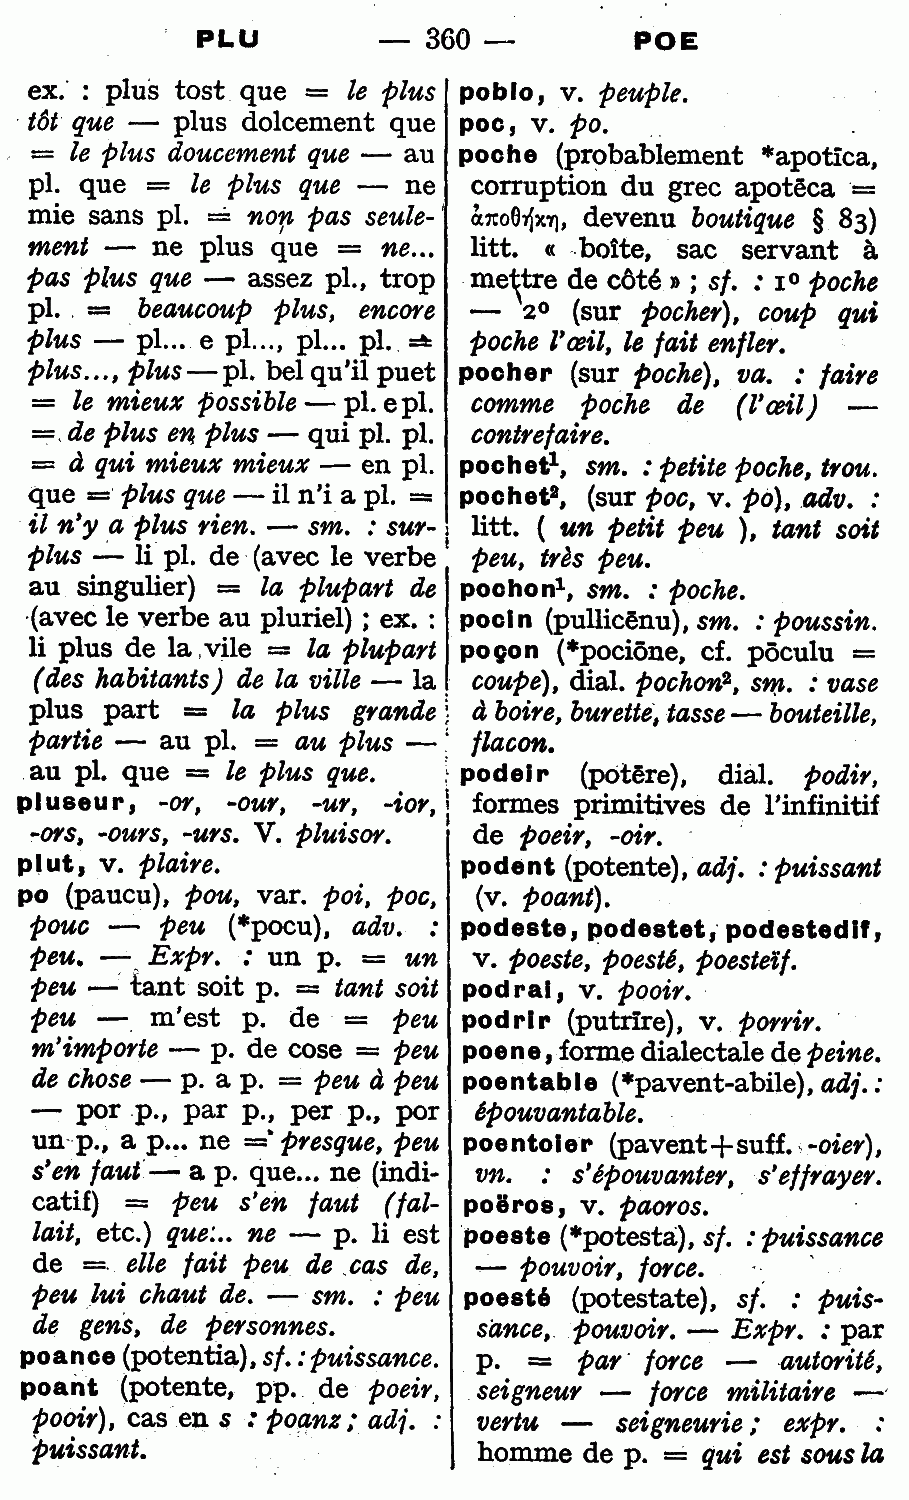 PLU — 360 — POE
ex. : plus tost que = le plus
tôt que — plus dolcement que
= le plus doucement que — au
pl. que = le plus que — ne
mie sans pl. = non pas seule-
ment — ne plus que = ne...
pas plus que — assez pl., trop
pl. = beaucoup plus, encore
plus — pl... e pl..., pl... pl. =
plus..., plus — pl. bel qu'il puet
= le mieux possible — pl. e pl.
= de plus en plus — qui pl. pl.
= à qui mieux mieux — en pl.
que = plus que — il n'i a pl. =
il n'y a plus rien. — sm. : sur-
plus — li pl. de (avec le verbe
au singulier) = la plupart de
(avec le verbe au pluriel) ; ex. :
li plus de la vile = la plupart
(des habitants) de la ville — la
plus part = la plus grande
partie — au pl. = au plus —
au pl. que = le plus que.
pluseur, -or, -our, -ur, -ior,
-ors, -ours, -urs. V. pluisor.
plut, v. plaire.
po (paucu), pou, var. poi, poc,
pouc — peu (*pocu), adv. :
peu. — Expr. : un p. = un
peu — tant soit p. = tant soit
peu — m'est p. de = peu
m'importe — p. de cose = peu
de chose — p. a p. = peu à peu
— por p., par p., per p., por
un p., a p... ne = presque, peu
s'en faut — a p. que... ne (indi-
catif) = peu s'en faut (fal-
lait, etc.) que... ne — p. li est
de = elle fait peu de cas de,
peu lui chaut de. — sm. : peu
de gens, de personnes.
poance (potentia), sf. : puissance.
poant (potente, pp. de poeir,
pooir), cas en s : poanz ; adj. :
puissant.
poblo, v. peuple.
poc, v. po.
poche (probablement *apotīca,
corruption du grec apotēca =
ἀποθήκη, devenu boutique § 83)
litt. « boîte, sac servant à
mettre de côté » ; sf. : 1º poche
— 2º (sur pocher), coup qui
poche l'œil, le fait enfler.
pocher (sur poche), va. : faire
comme poche de (l'œil) —
contrefaire.
pochet¹, sm. : petite poche, trou.
pochet², (sur poc, v. po), adv. :
litt. ( un petit peu ), tant soit
peu, très peu.
pochon¹, sm. : poche.
pocin (pullicēnu), sm. : poussin.
poçon (*pociōne, cf. pōculu =
coupe), dial. pochon², sm. : vase
à boire, burette, tasse — bouteille,
flacon.
podeir (potēre), dial. podir,
formes primitives de l'infinitif
de poeir, -oir.
podent (potente), adj. : puissant
(v. poant).
podeste, podestet, podestedif,
v. poeste, poesté, poesteïf.
podrai, v. pooir.
podrir (putrīre), v. porrir.
poene, forme dialectale de peine.
poentable (*pavent-abile), adj. :
épouvantable.
poentoier (pavent+suff. -oier),
vn. : s'épouvanter, s'effrayer.
poëros, v. paoros.
poeste (*potesta), sf. : puissance
— pouvoir, force.
poesté (potestate), sf. : puis-
sance, pouvoir. — Expr. : par
p. = par force — autorité,
seigneur — force militaire —
vertu — seigneurie ; expr. :
homme de p. = qui est sous la